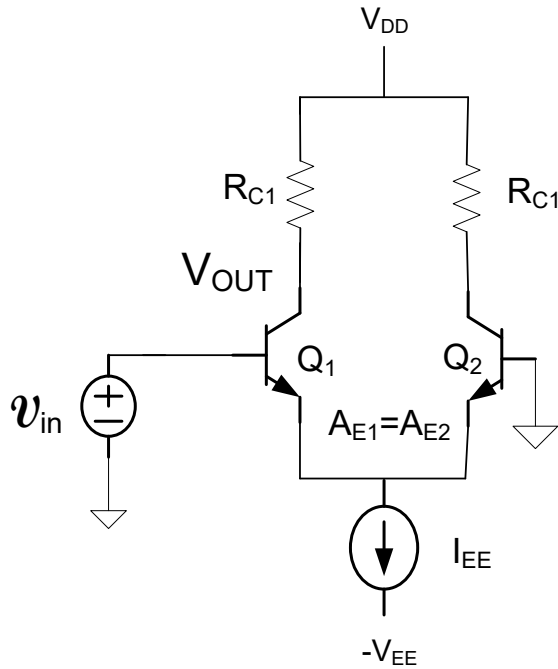 V_DD
R_C1
R_C1
V_OUT
Q_1
Q_2
v_in
A_E1=A_E2
I_EE
-V_EE